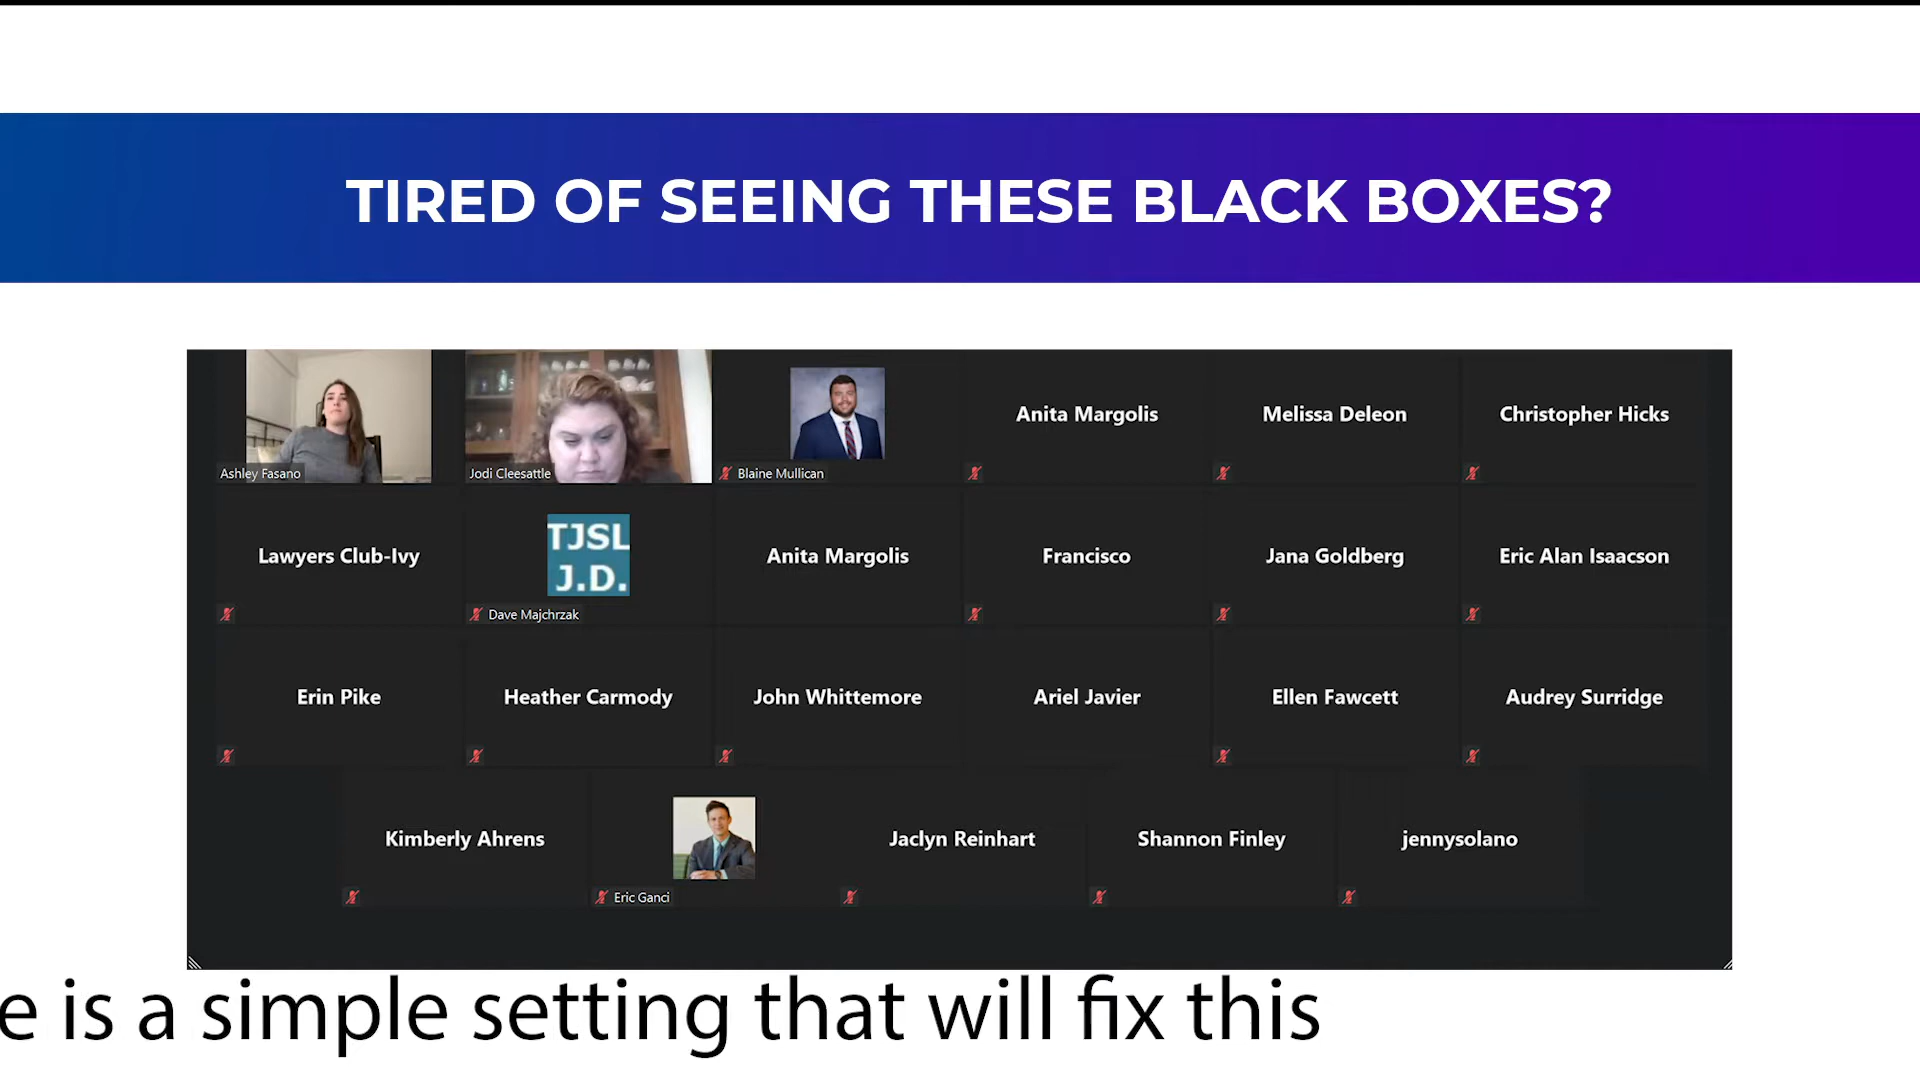 TIRED OF SEEING THESE BLACK BOXES?
Ashley Fasano
Jodi Cleesattle
Blaine Mullican
Anita Margolis
Melissa Deleon
Christopher Hicks
Lawyers Club-Ivy
TJSL
J.D.
Dave Majchrzak
Anita Margolis
Francisco
Jana Goldberg
Eric Alan Isaacson
Erin Pike
Heather Carmody
John Whittemore
Ariel Javier
Ellen Fawcett
Audrey Surridge
Kimberly Ahrens
Eric Ganci
Jaclyn Reinhart
Shannon Finley
jennysolano
e is a simple setting that will fix this